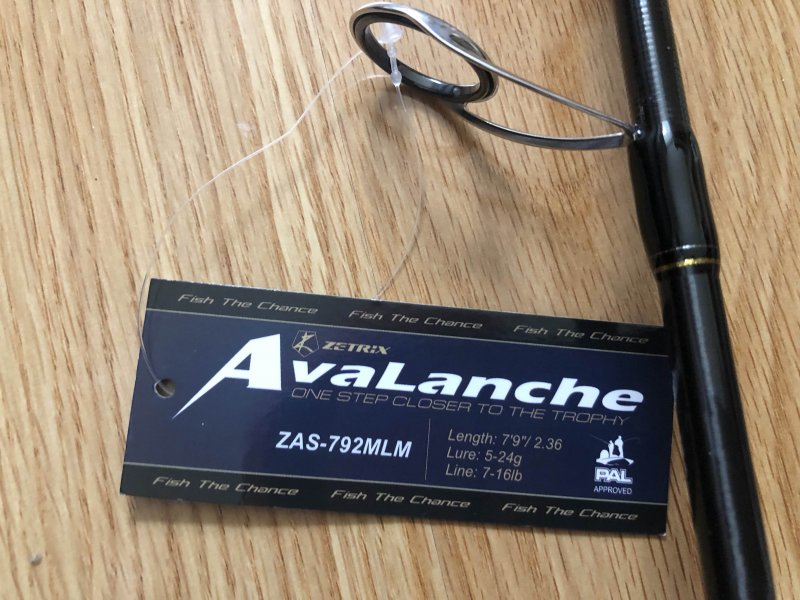 Fish The Chance Fish The Chance Fish The Chance
ZETRIX
AvaLanche
ONE STEP CLOSER TO THE TROPHY
ZAS-792MLM
Length: 7'9"/ 2.36
Lure: 5-24g
Line: 7-16lb
PAL
APPROVED
Fish The Chance Fish The Chance Fish The Chance